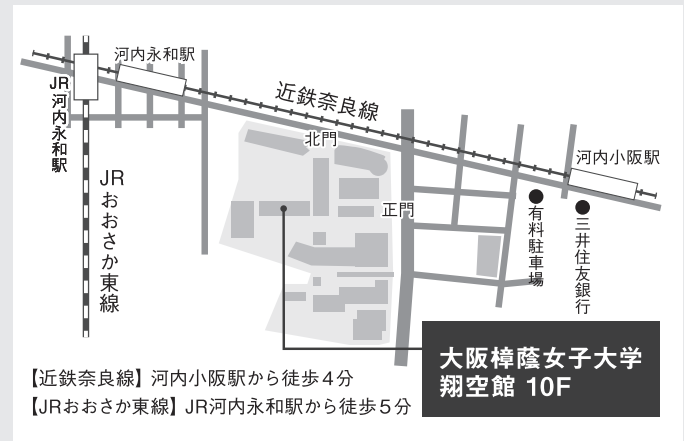 河内永和駅
近鉄奈良線
JR河内永和駅
北門
河内小阪駅
JRおおさか東線
正門
有料駐車場
三井住友銀行
大阪樟蔭女子大学
翔空館 10F
【近鉄奈良線】河内小阪駅から徒歩4分
【JRおおさか東線】JR河内永和駅から徒歩5分